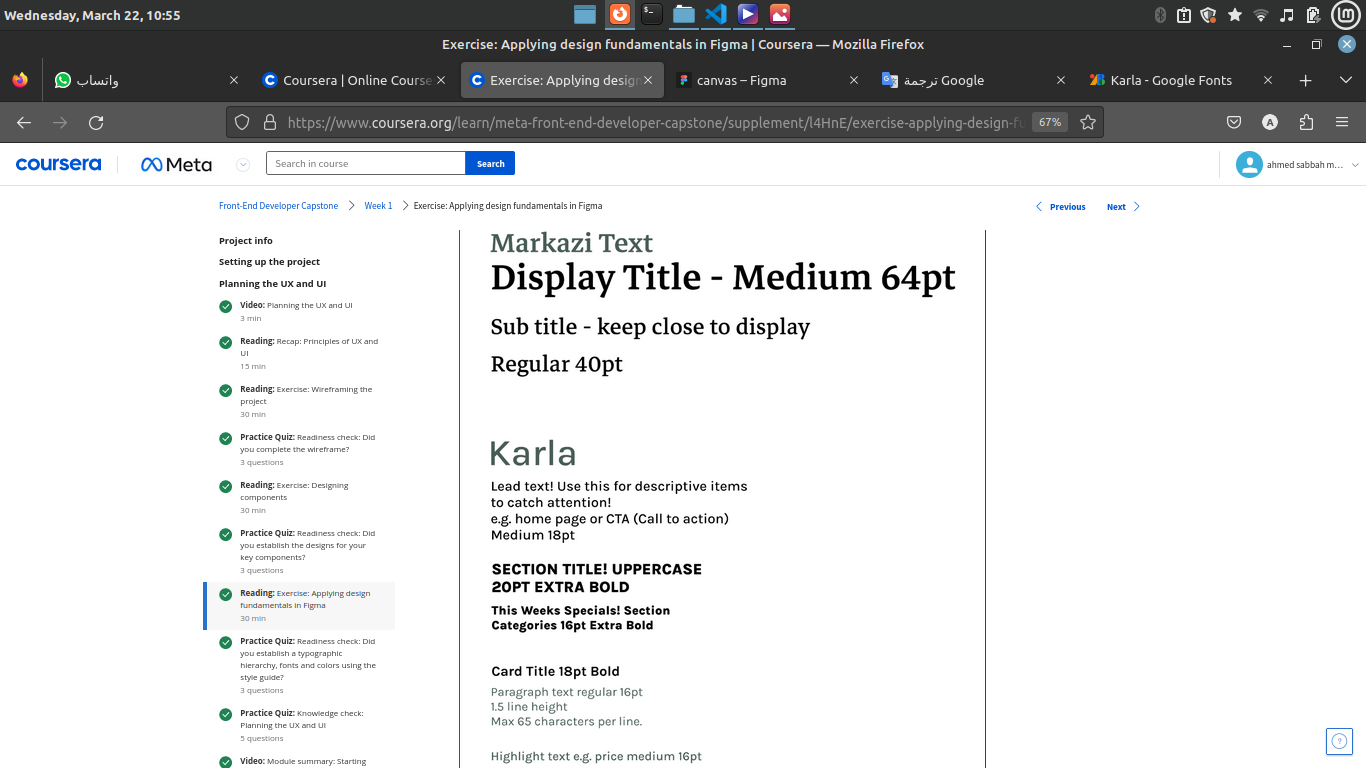 Wednesday, March 22, 10:55
Exercise: Applying design fundamentals in Figma | Coursera — Mozilla Firefox
واتساب
Coursera | Online Course
Exercise: Applying design
canvas – Figma
ترجمة Google
Karla - Google Fonts
https://www.coursera.org/learn/meta-front-end-developer-capstone/supplement/l4HnE/exercise-applying-design-fu
67%
coursera
Meta
Search in course
Search
ahmed sabbah m...
Front-End Developer Capstone
Week 1
Exercise: Applying design fundamentals in Figma
Previous
Next
Project info
Setting up the project
Planning the UX and UI
Video: Planning the UX and UI
3 min
Reading: Recap: Principles of UX and
UI
15 min
Reading: Exercise: Wireframing the
project
30 min
Practice Quiz: Readiness check: Did
you complete the wireframe?
3 questions
Reading: Exercise: Designing
components
30 min
Practice Quiz: Readiness check: Did
you establish the designs for your
key components?
3 questions
Reading: Exercise: Applying design
fundamentals in Figma
30 min
Practice Quiz: Readiness check: Did
you establish a typographic
hierarchy, fonts and colors using the
style guide?
3 questions
Practice Quiz: Knowledge check:
Planning the UX and UI
5 questions
Video: Module summary: Starting
Markazi Text
Display Title - Medium 64pt
Sub title - keep close to display
Regular 40pt
Karla
Lead text! Use this for descriptive items
to catch attention!
e.g. home page or CTA (Call to action)
Medium 18pt
SECTION TITLE! UPPERCASE
20PT EXTRA BOLD
This Weeks Specials! Section
Categories 16pt Extra Bold
Card Title 18pt Bold
Paragraph text regular 16pt
1.5 line height
Max 65 characters per line.
Highlight text e.g. price medium 16pt